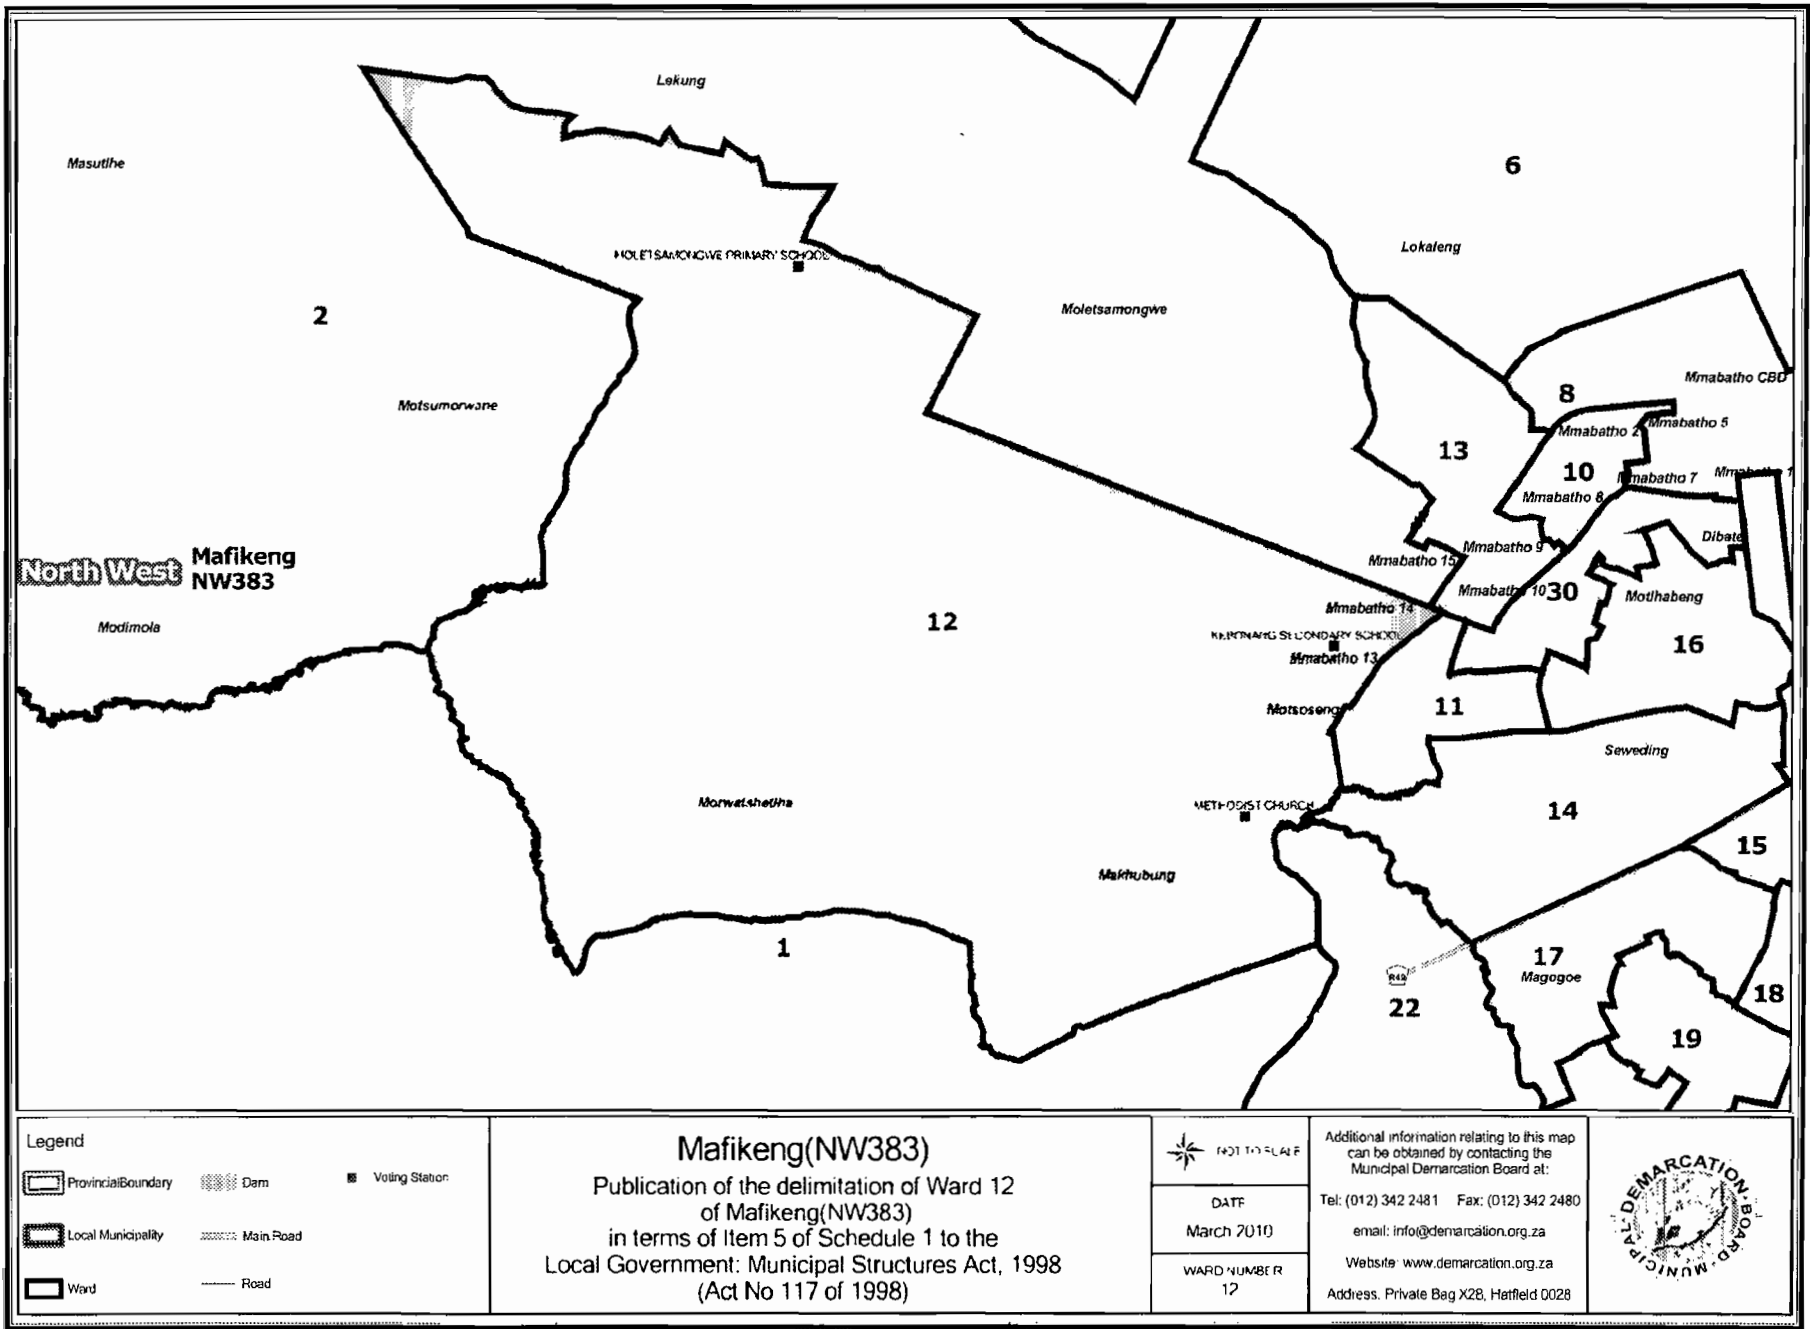 Lekung
Masutlhe
6
Lokaleng
MOLETSAMONGWE PRIMARY SCHOOL
2
Moletsamongwe
Mmabatho CBD
8
Motsumorwane
Mmabatho 5
Mmabatho 2
13
10
Mmabatho 7
Mmabatho 1
Mmabatho 8
Dibate
Mmabatho 9
Mmabatho 15
North West
Mafikeng
NW383
Mmabatho 10
30
Motlhabeng
Mmabatho 14
12
Modimola
SECONDARY SCHOOL
16
Mmabatho 13
11
Motsoseng
Seweding
Morwatshetlha
METHODIST CHURCH
14
15
Makhubung
1
17
Magogoe
R49
22
18
19
Legend
ProvincialBoundary
Dam
Voting Station
Local Municipality
Main Road
Ward
Road
Mafikeng(NW383)
Publication of the delimitation of Ward 12
of Mafikeng(NW383)
in terms of Item 5 of Schedule 1 to the
Local Government: Municipal Structures Act, 1998
(Act No 117 of 1998)
NOT TO SCALE
DATE
March 2010
WARD NUMBER
12
Additional information relating to this map
can be obtained by contacting the
Municipal Demarcation Board at:
Tel: (012) 342 2481 Fax: (012) 342 2480
email: info@demarcation.org.za
Website: www.demarcation.org.za
Address. Private Bag X28, Hatfield 0028
MUNICIPAL DEMARCATION BOARD